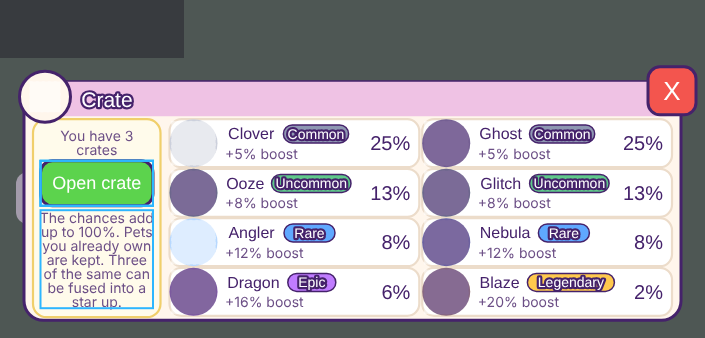 Crate
X
You have 3
crates
Open crate
The chances add
up to 100%. Pets
you already own
are kept. Three
of the same can
be fused into a
star up.
Clover Common 25%
+5% boost
Ghost Common 25%
+5% boost
Ooze Uncommon 13%
+8% boost
Glitch Uncommon 13%
+8% boost
Angler Rare 8%
+12% boost
Nebula Rare 8%
+12% boost
Dragon Epic 6%
+16% boost
Blaze Legendary 2%
+20% boost